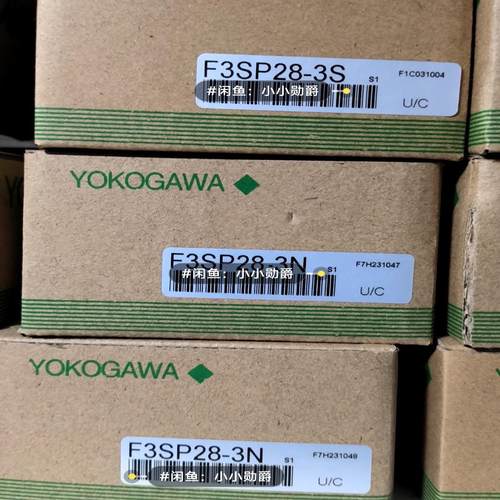 F3SP28-3S S1 F1C031004
#闲鱼：小小勋爵
U/C
YOKOGAWA
F3SP28-3N S1 F7H231047
#闲鱼：小小勋爵
U/C
YOKOGAWA
F3SP28-3N S1 F7H231048
#闲鱼：小小勋爵
U/C